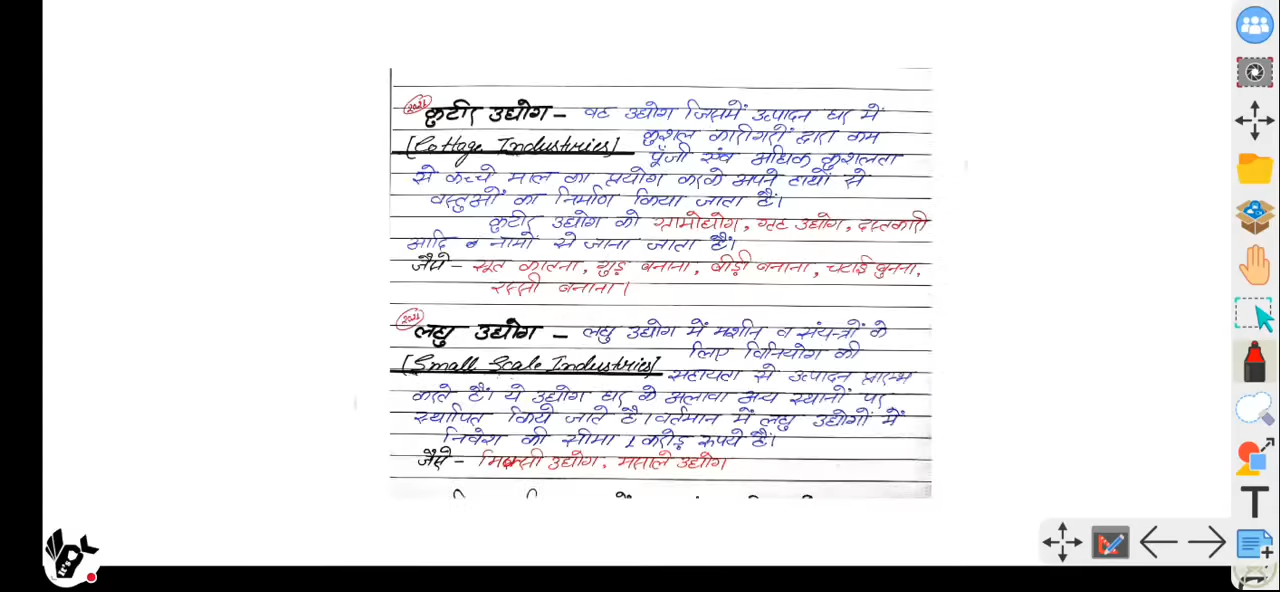 2021
कुटीर उद्योग – वह उद्योग जिसमें उत्पादन घर में
[Cottage Industries] कुशल कारीगरों द्वारा कम
पूँजी एंव अधिक कुशलता
से कच्चे माल का प्रयोग करके अपने हाथों से
वस्तुओं का निर्माण किया जाता है।
कुटीर उद्योग को ग्रामोद्योग, गृह उद्योग, दस्तकारी
आदि नामों से जाना जाता है।
जैसे – सूत कातना, गुड़ बनाना, बीड़ी बनाना, चटाई बुनना,
रस्सी बनाना।
2021
लघु उद्योग – लघु उद्योग में मशीन व संयन्त्रों के
लिए विनियोग की
[Small Scale Industries] सहायता से उत्पादन प्रारम्भ
करते हैं। ये उद्योग घर के अलावा अन्य स्थानों पर
स्थापित किये जाते है। वर्तमान में लघु उद्योगों में
निवेश की सीमा 1 करोड़ रूपये है।
जैसे – उद्योग, मसाले उद्योग
T
It's